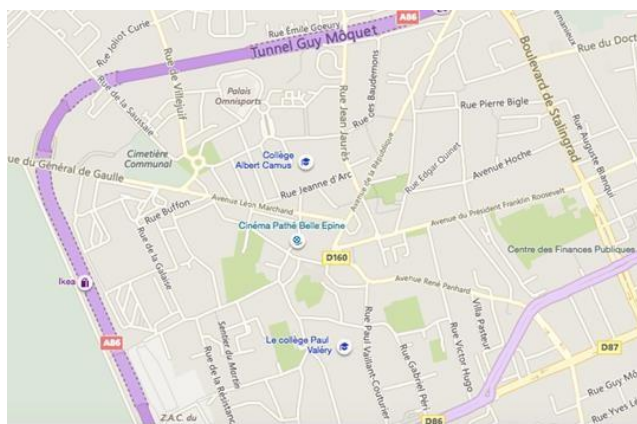 Rue Joliot Curie
Rue Émile Goeury
A86
Tunnel Guy Môquet
Rue de Villejuif
Rue de la Saussaie
Palais
Omnisports
Rue Jean Jaurès
Rue des Baudemons
Boulevard de Stalingrad
Rue du Doct
Rue Pierre Bigle
Rue Auguste Blanqui
Cimetière
Communal
Collège
Albert Camus
Rue Edgar Quinet
Avenue Hoche
Rue du Général de Gaulle
Rue Jeanne d'Arc
Avenue de la République
Avenue Léon Marchand
Rue Buffon
Avenue du Président Franklin Roosevelt
Cinéma Pathé Belle Epine
Rue de la Galaise
D160
Centre des Finances Publiques
Ikea
Avenue René Panhard
Villa Pasteur
A86
Sentier du Mortin
Le collège Paul
Valéry
Rue Paul Vaillant-Couturier
Rue Victor Hugo
D87
Rue de la Résistance
Rue Gabriel Péri
Rue Guy Mô
Z.A.C. du
D86
Rue Yves Lé